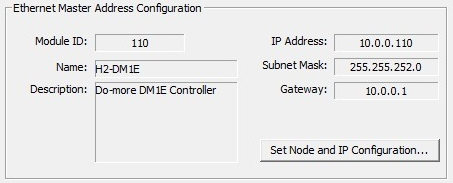 Ethernet Master Address Configuration
Module ID: 110
Name: H2-DM1E
Description: Do-more DM1E Controller
IP Address: 10.0.0.110
Subnet Mask: 255.255.252.0
Gateway: 10.0.0.1
Set Node and IP Configuration...